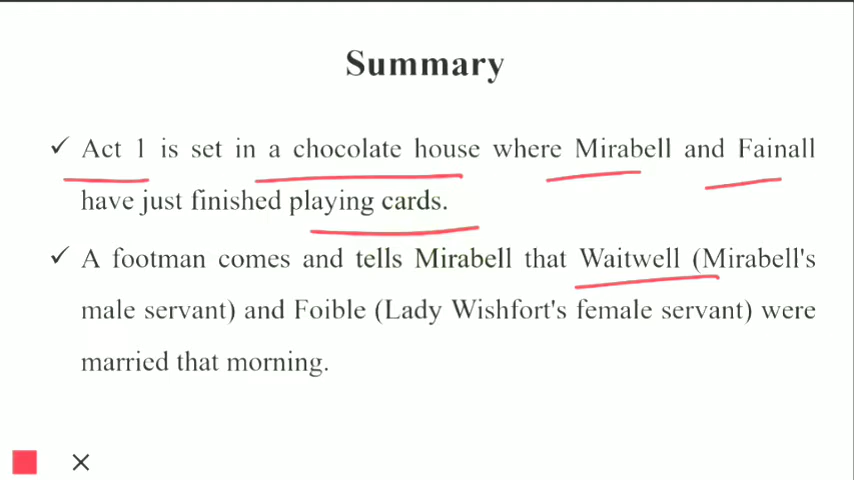 Summary
✓ Act 1 is set in a chocolate house where Mirabell and Fainall
have just finished playing cards.
✓ A footman comes and tells Mirabell that Waitwell (Mirabell's
male servant) and Foible (Lady Wishfort's female servant) were
married that morning.